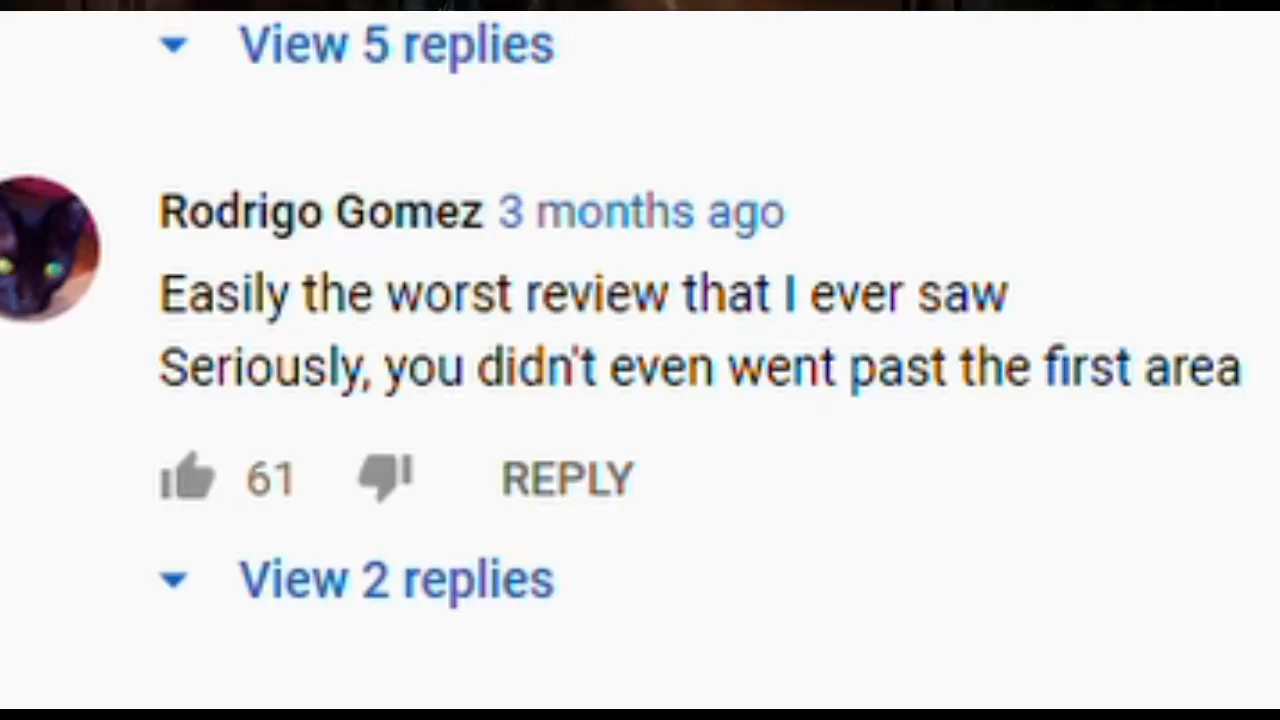 View 5 replies
Rodrigo Gomez 3 months ago
Easily the worst review that I ever saw
Seriously, you didn't even went past the first area
61 REPLY
View 2 replies